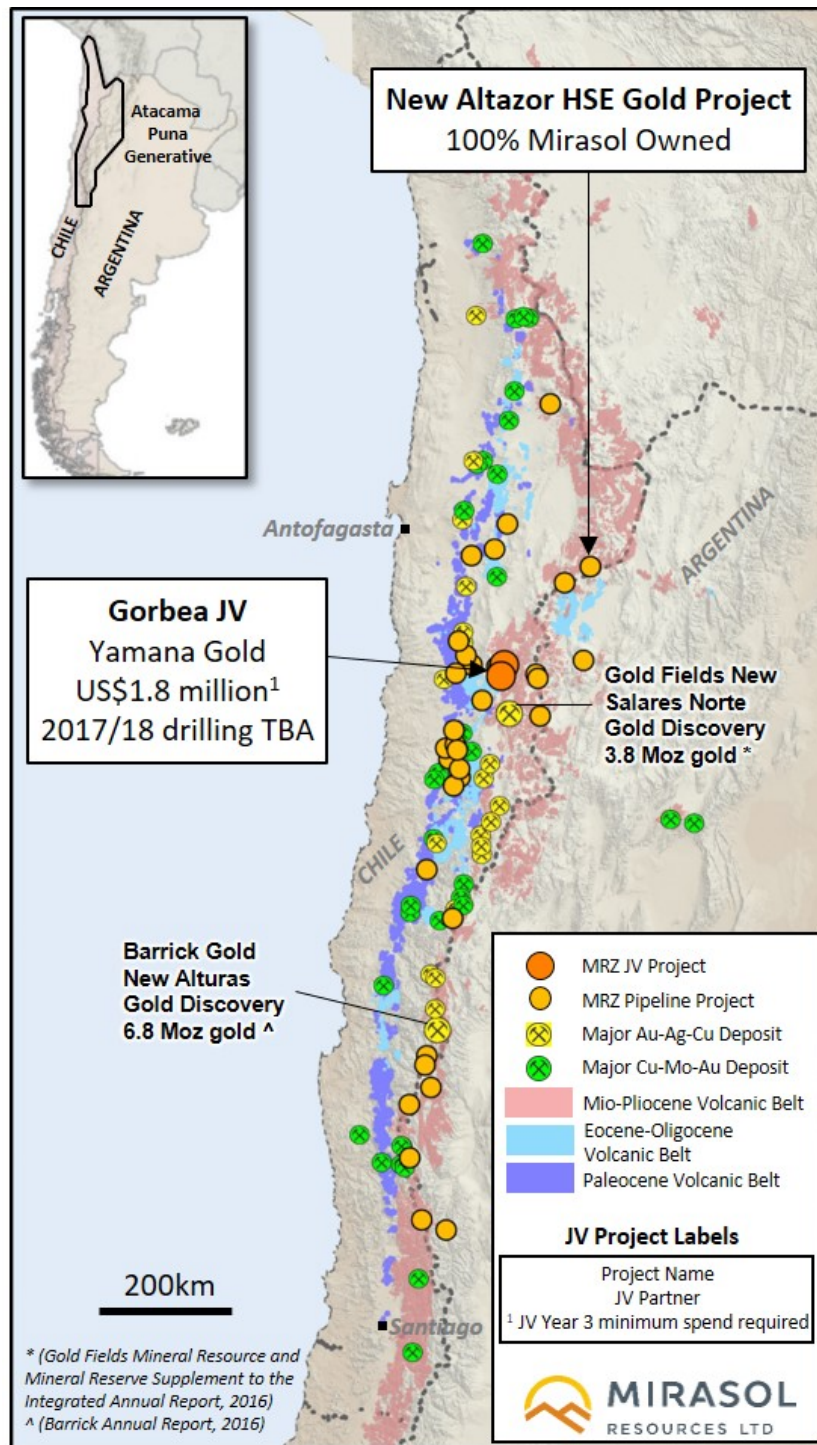 Atacama
Puna
Generative
CHILE
ARGENTINA
New Altazor HSE Gold Project
100% Mirasol Owned
Antofagasta
ARGENTINA
Gorbea JV
Yamana Gold
US$1.8 million¹
2017/18 drilling TBA
Gold Fields New
Salares Norte
Gold Discovery
3.8 Moz gold *
CHILE
Barrick Gold
New Alturas
Gold Discovery
6.8 Moz gold ^
MRZ JV Project
MRZ Pipeline Project
Major Au-Ag-Cu Deposit
Major Cu-Mo-Au Deposit
Mio-Pliocene Volcanic Belt
Eocene-Oligocene
Volcanic Belt
Paleocene Volcanic Belt
JV Project Labels
Project Name
JV Partner
¹ JV Year 3 minimum spend required
200km
Santiago
* (Gold Fields Mineral Resource and
Mineral Reserve Supplement to the
Integrated Annual Report, 2016)
^ (Barrick Annual Report, 2016)
MIRASOL
RESOURCES LTD